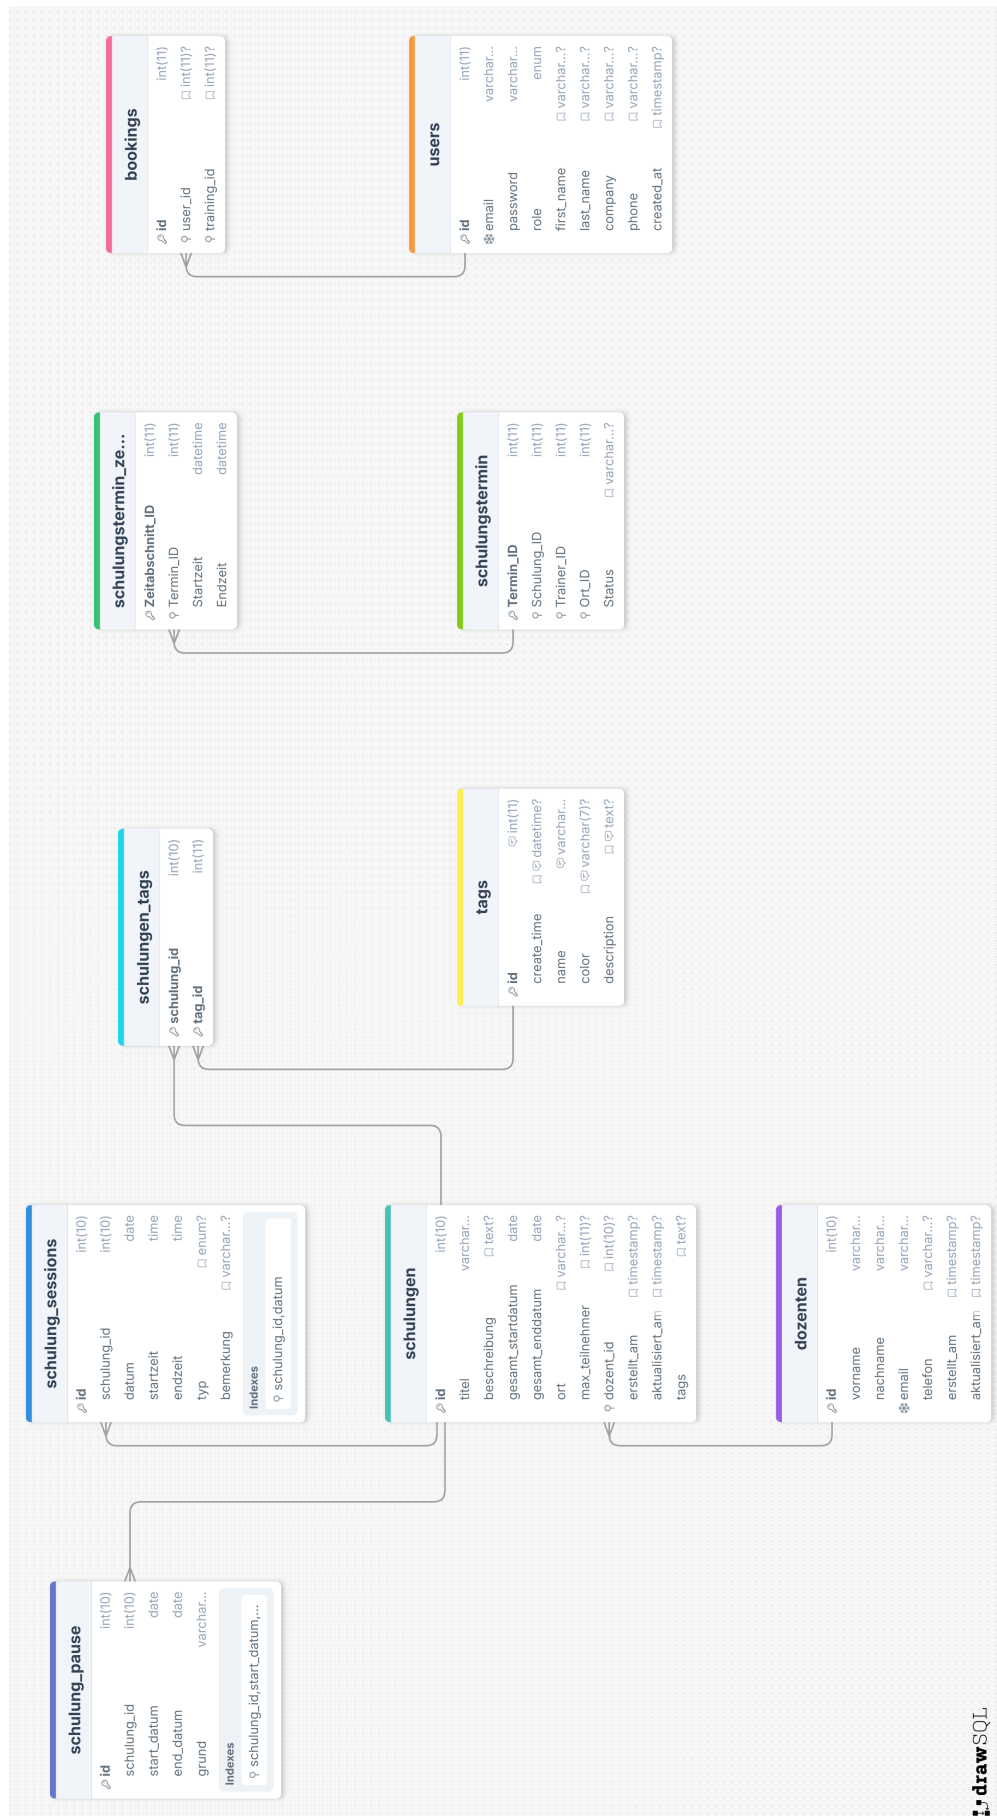 schulung_pause
id int(10)
schulung_id int(10)
start_datum date
end_datum date
grund varchar...
Indexes
schulung_id,start_datum,...
schulung_sessions
id int(10)
schulung_id int(10)
datum date
startzeit time
endzeit time
typ enum?
bemerkung varchar...?
Indexes
schulung_id,datum
schulungen
id int(10)
titel varchar...
beschreibung text?
gesamt_startdatum date
gesamt_enddatum date
ort varchar...?
max_teilnehmer int(11)?
dozent_id int(10)?
erstellt_am timestamp?
aktualisiert_am timestamp?
tags text?
dozenten
id int(10)
vorname varchar...
nachname varchar...
email varchar...
telefon varchar...?
erstellt_am timestamp?
aktualisiert_am timestamp?
schulungen_tags
schulung_id int(10)
tag_id int(11)
tags
id int(11)
create_time datetime?
name varchar...
color varchar(7)?
description text?
schulungstermin_ze...
Zeitabschnitt_ID int(11)
Termin_ID int(11)
Startzeit datetime
Endzeit datetime
schulungstermin
Termin_ID int(11)
Schulung_ID int(11)
Trainer_ID int(11)
Ort_ID int(11)
Status varchar...?
bookings
id int(11)
user_id int(11)?
training_id int(11)?
users
id int(11)
email varchar...
password varchar...
role enum
first_name varchar...?
last_name varchar...?
company varchar...?
phone varchar...?
created_at timestamp?
drawSQL